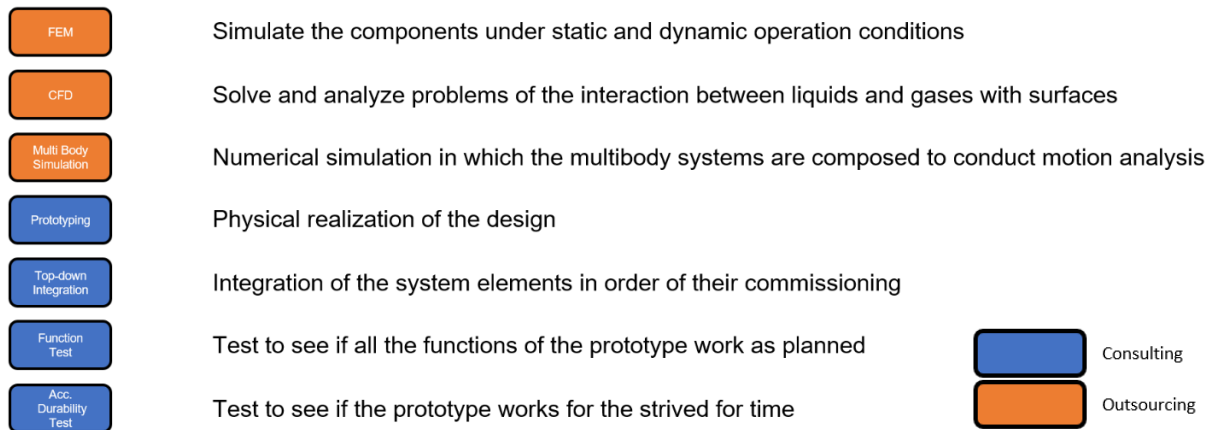 FEM
Simulate the components under static and dynamic operation conditions
CFD
Solve and analyze problems of the interaction between liquids and gases with surfaces
Multi Body
Simulation
Numerical simulation in which the multibody systems are composed to conduct motion analysis
Prototyping
Physical realization of the design
Top-down
Integration
Integration of the system elements in order of their commissioning
Function
Test
Test to see if all the functions of the prototype work as planned
Acc.
Durability
Test
Test to see if the prototype works for the strived for time
Consulting
Outsourcing